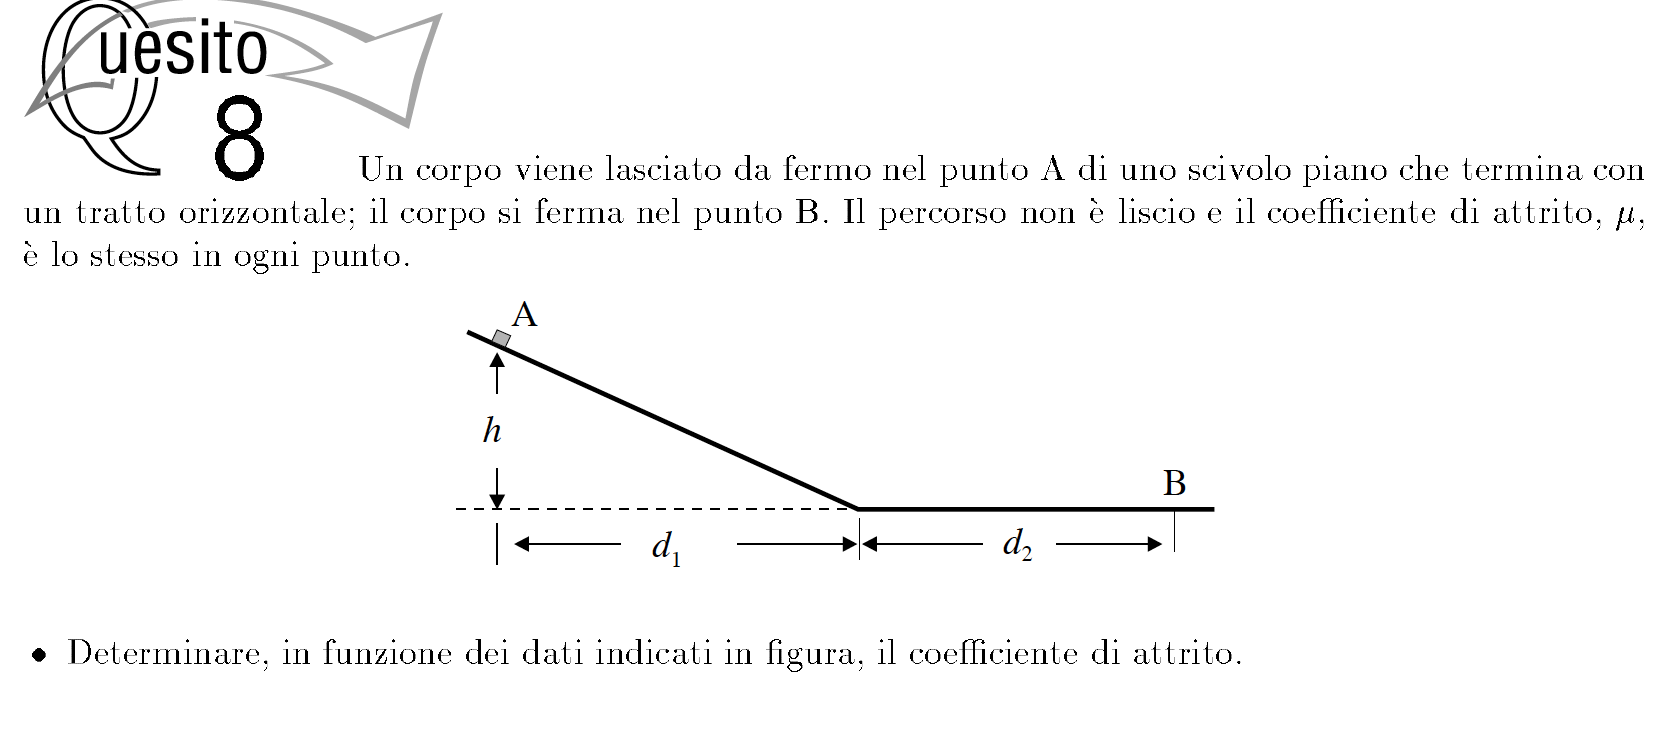 Quesito
8
Un corpo viene lasciato da fermo nel punto A di uno scivolo piano che termina con
un tratto orizzontale; il corpo si ferma nel punto B. Il percorso non è liscio e il coefficiente di attrito, μ,
è lo stesso in ogni punto.
A
h
B
d₁ d₂
• Determinare, in funzione dei dati indicati in figura, il coefficiente di attrito.